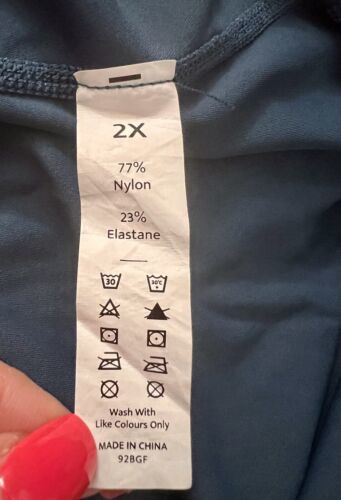 2X
77%
Nylon
23%
Elastane
30 30°C
Wash With
Like Colours Only
MADE IN CHINA
92BGF